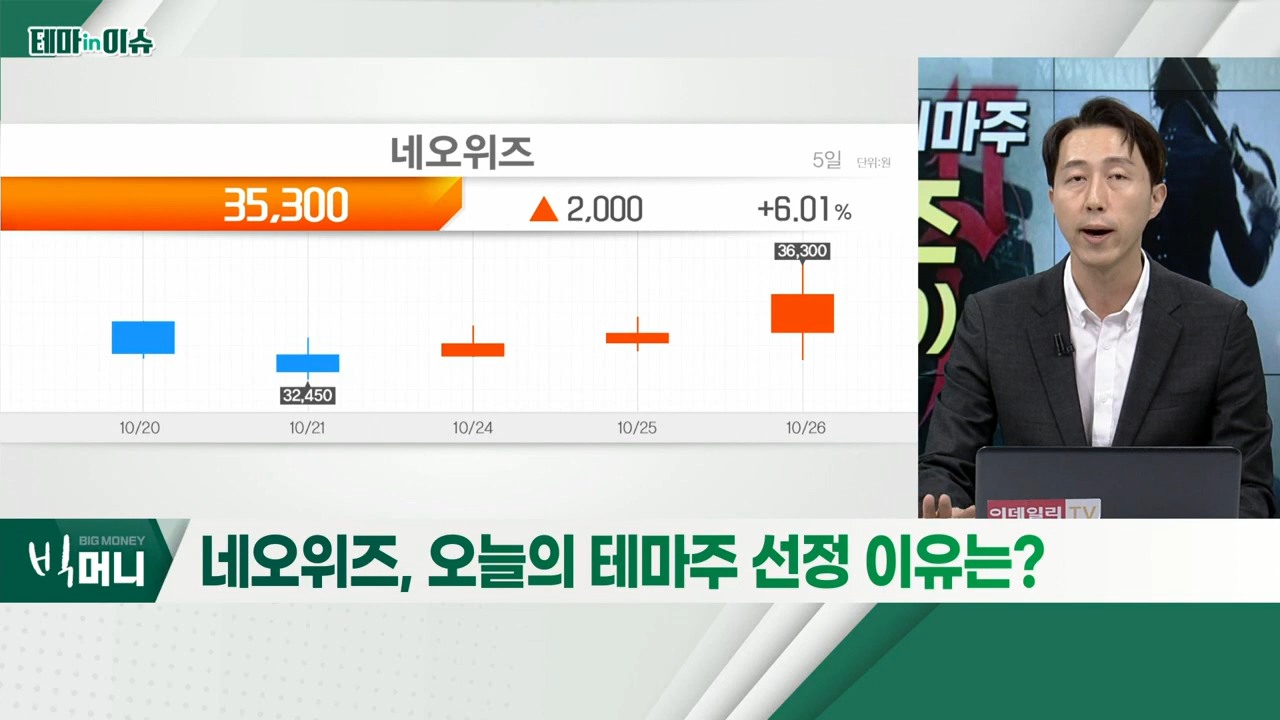 테마in이슈
네오위즈
5일 단위:원
35,300 ▲ 2,000 +6.01%
36,300
32,450
10/20 10/21 10/24 10/25 10/26
마주
이데일리 TV
BIG MONEY
빅머니
네오위즈, 오늘의 테마주 선정 이유는?